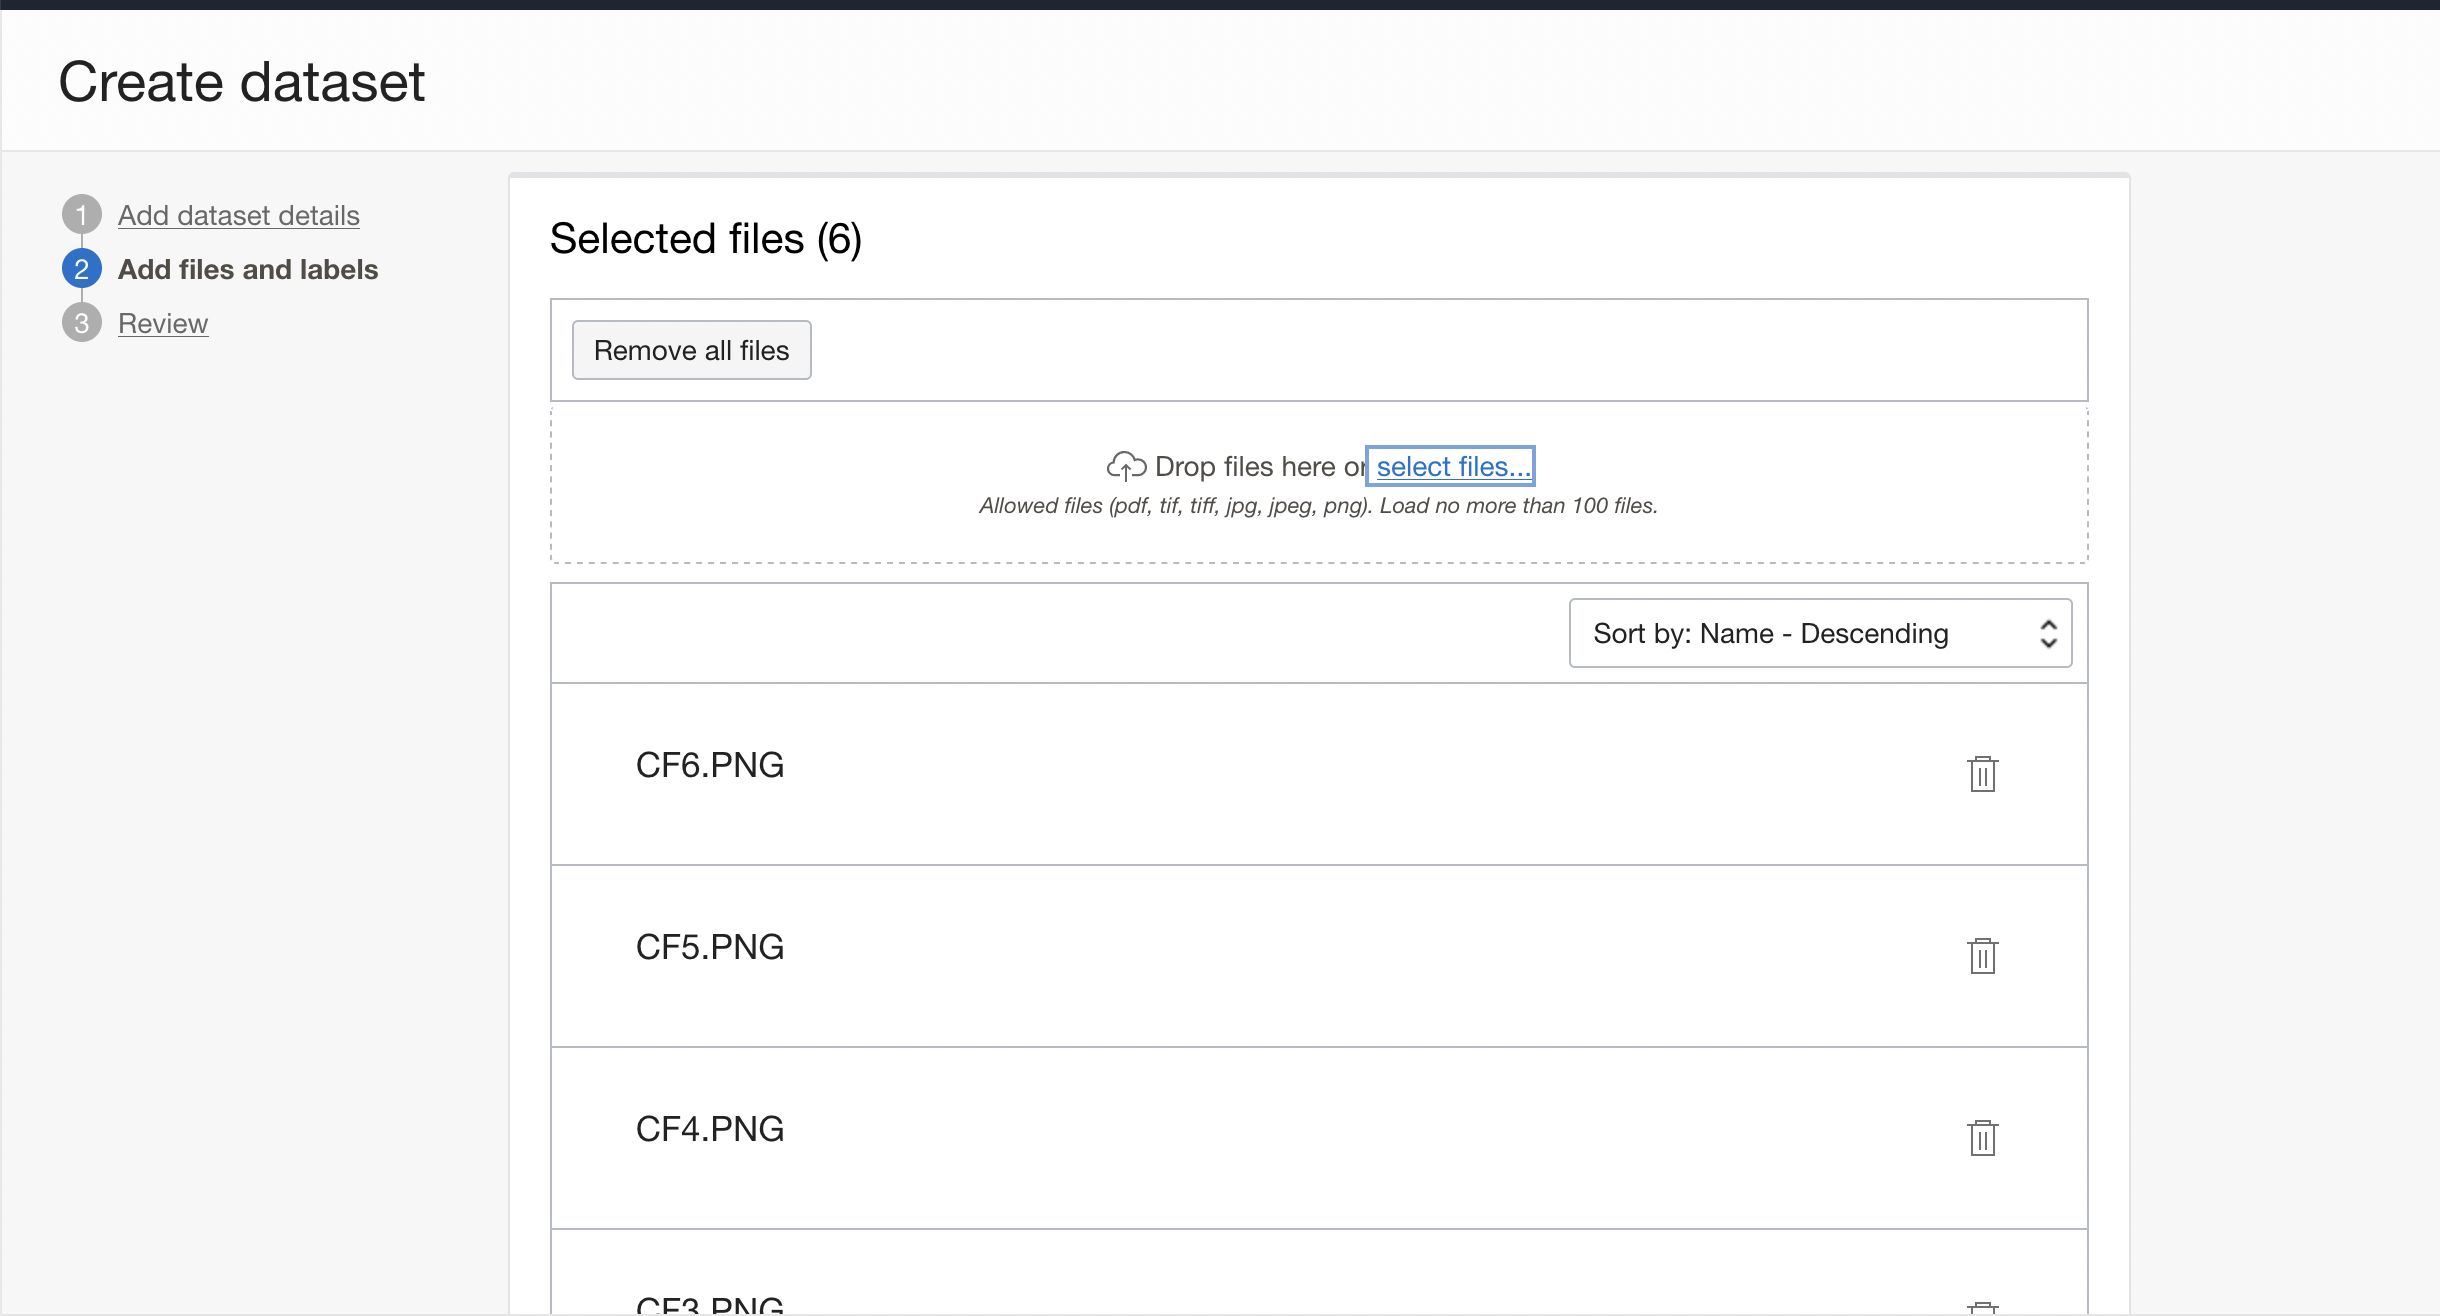 Create dataset
1 Add dataset details
2 Add files and labels
3 Review
Selected files (6)
Remove all files
Drop files here or select files...
Allowed files (pdf, tif, tiff, jpg, jpeg, png). Load no more than 100 files.
Sort by: Name - Descending
CF6.PNG
CF5.PNG
CF4.PNG
CF3.PNG